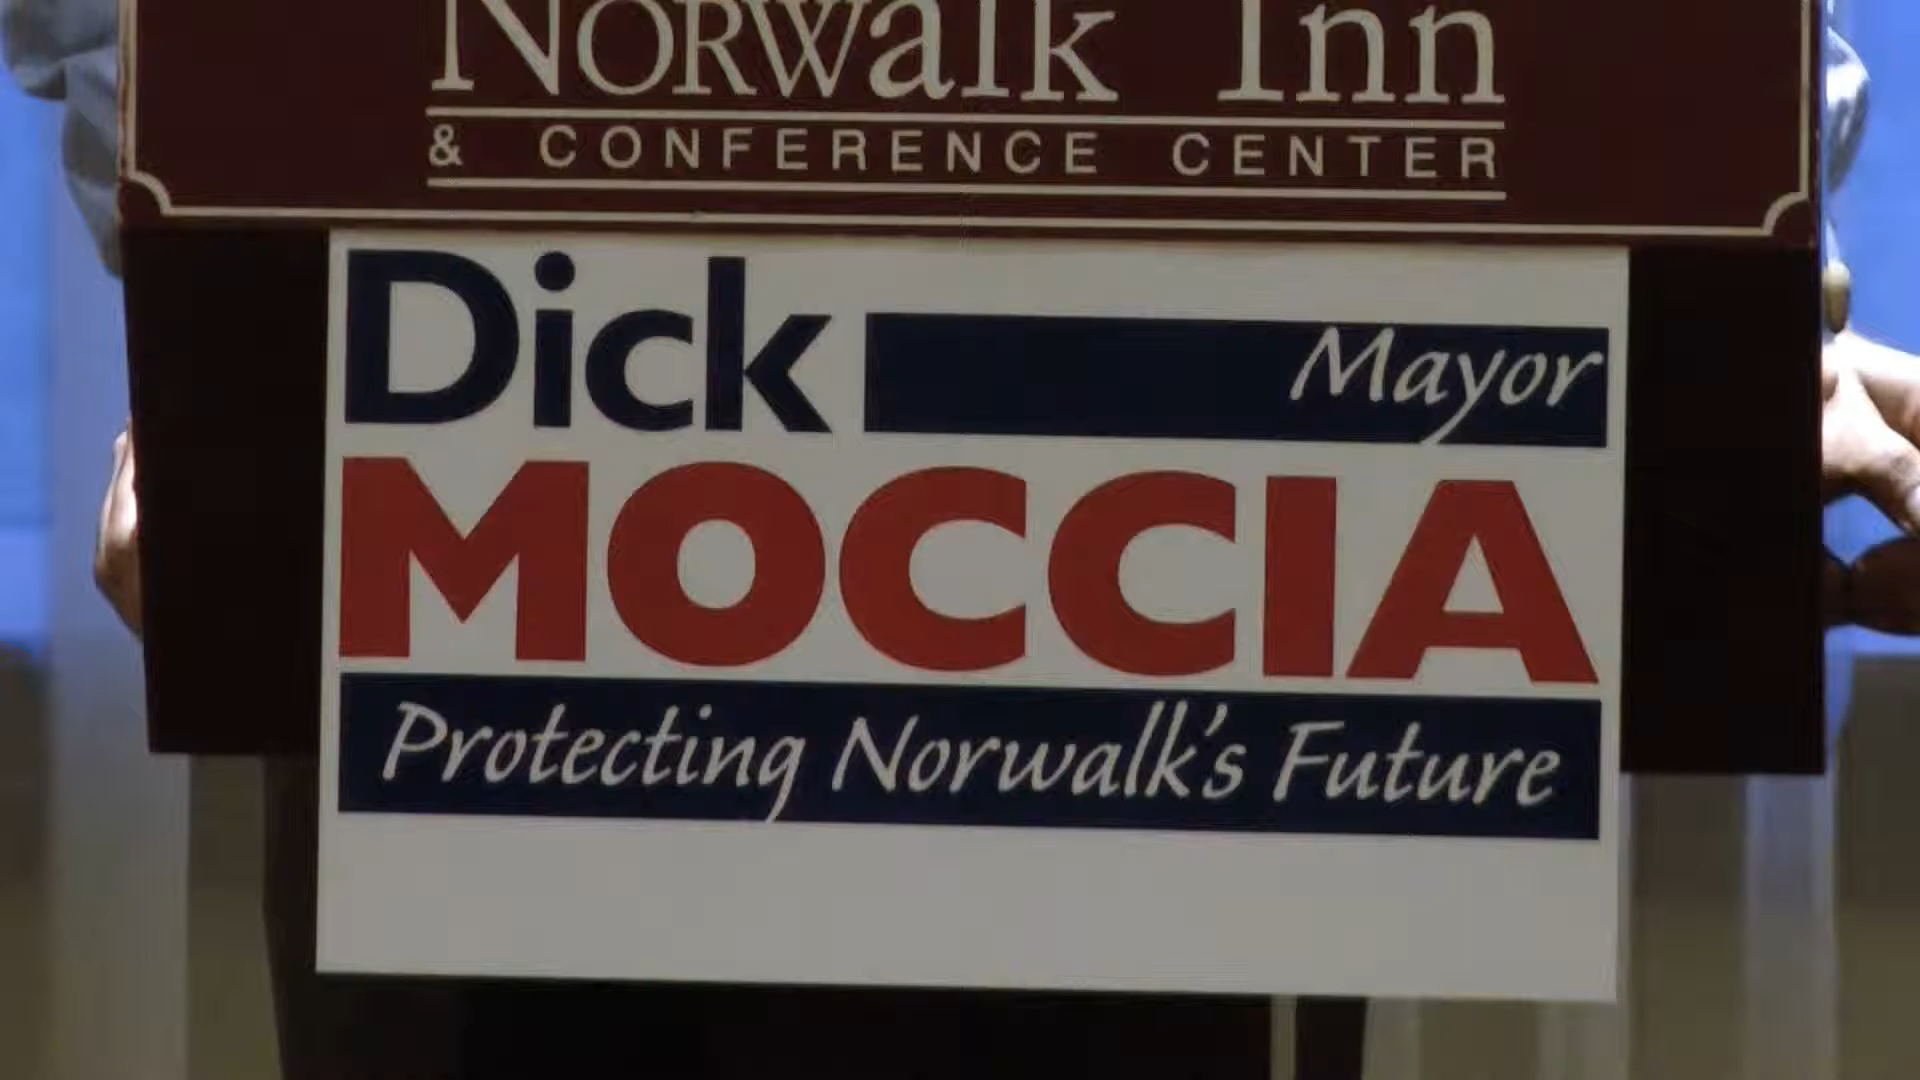 Norwalk Inn
& CONFERENCE CENTER
Dick Mayor
MOCCIA
Protecting Norwalk's Future